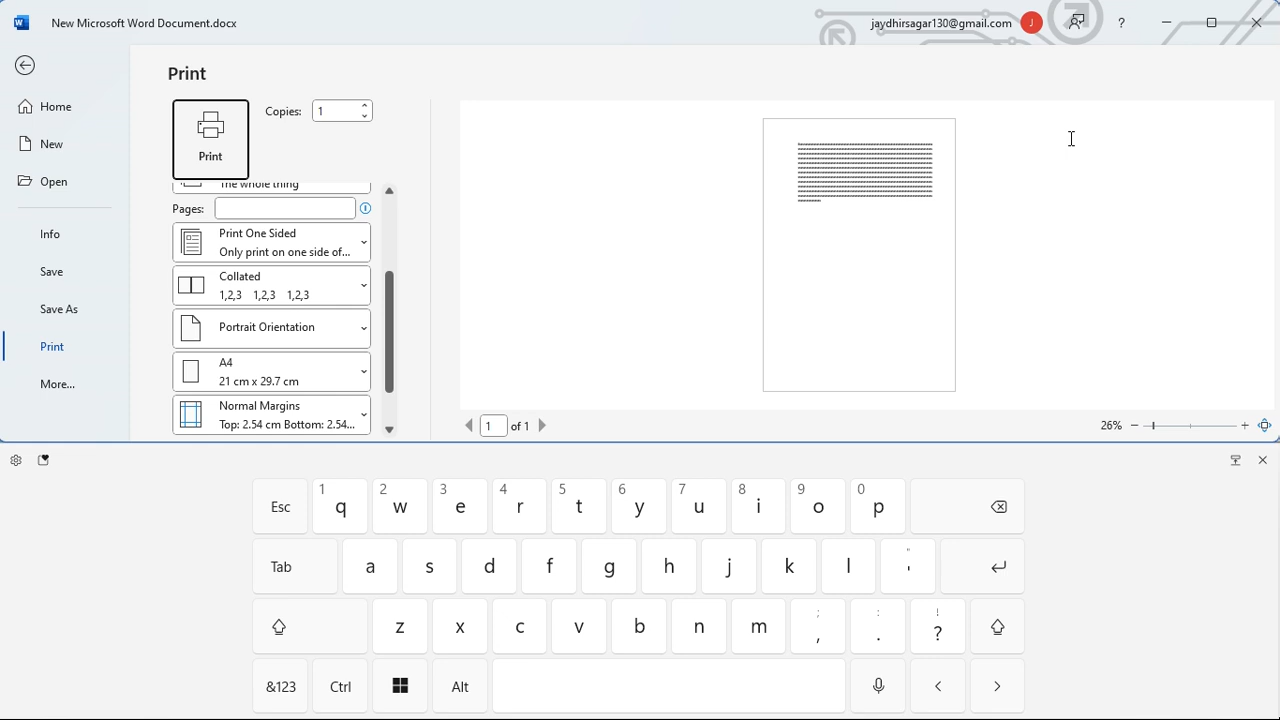 New Microsoft Word Document.docx
jaydhirsagar130@gmail.com J ?
Print
Home
New
Open
Info
Save
Save As
Print
More...
Print
Copies: 1
The whole thing
Pages:
Print One Sided
Only print on one side of...
Collated
1,2,3 1,2,3 1,2,3
Portrait Orientation
A4
21 cm x 29.7 cm
Normal Margins
Top: 2.54 cm Bottom: 2.54...
1 of 1
26% − +
Esc 1 q 2 w 3 e 4 r 5 t 6 y 7 u 8 i 9 o 0 p
Tab a s d f g h j k l " '
z x c v b n m ; , : . ! ?
&123 Ctrl Alt < >